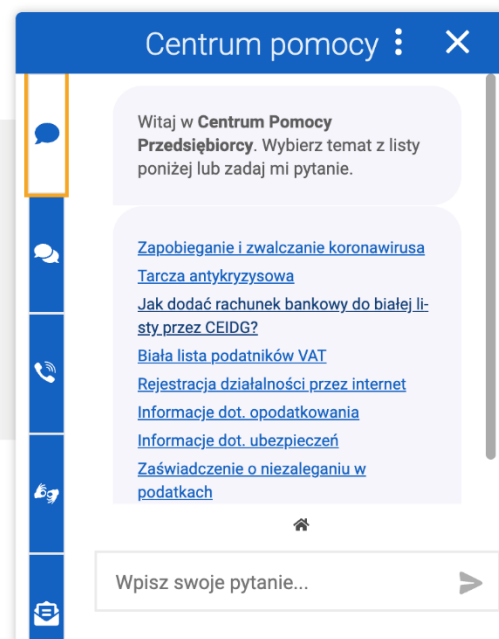 Centrum pomocy
Witaj w Centrum Pomocy
Przedsiębiorcy. Wybierz temat z listy
poniżej lub zadaj mi pytanie.
Zapobieganie i zwalczanie koronawirusa
Tarcza antykryzysowa
Jak dodać rachunek bankowy do białej li-
sty przez CEIDG?
Biała lista podatników VAT
Rejestracja działalności przez internet
Informacje dot. opodatkowania
Informacje dot. ubezpieczeń
Zaświadczenie o niezaleganiu w
podatkach
Wpisz swoje pytanie...